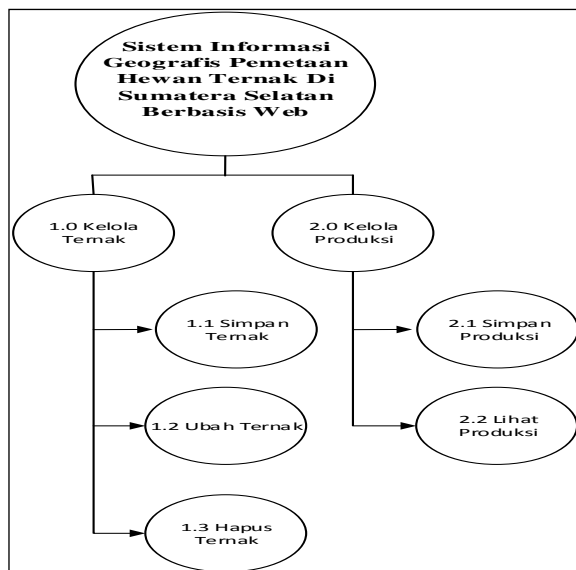 Sistem Informasi
Geografis Pemetaan
Hewan Ternak Di
Sumatera Selatan
Berbasis Web
1.0 Kelola
Ternak
2.0 Kelola
Produksi
1.1 Simpan
Ternak
2.1 Simpan
Produksi
1.2 Ubah Ternak
2.2 Lihat
Produksi
1.3 Hapus
Ternak